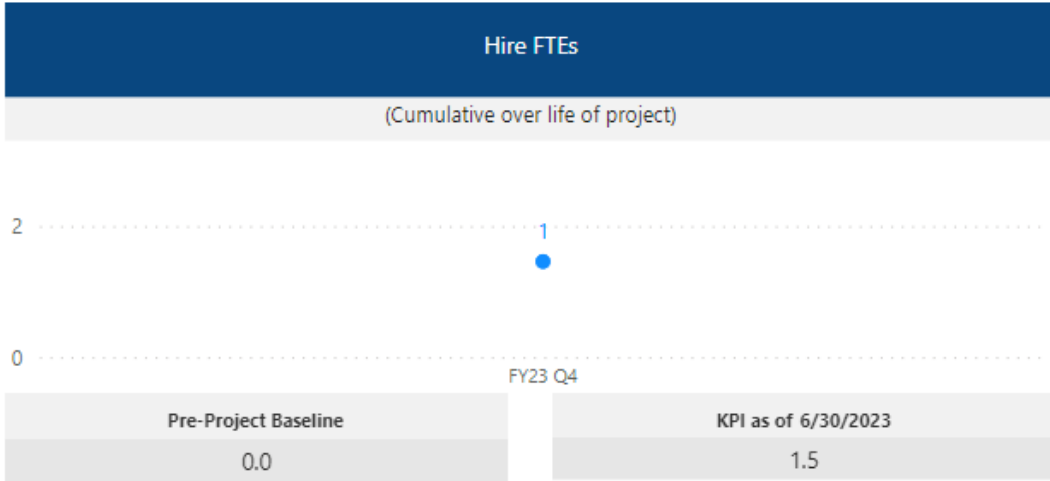 Hire FTEs
(Cumulative over life of project)
2
1
0
FY23 Q4
Pre-Project Baseline
KPI as of 6/30/2023
0.0
1.5